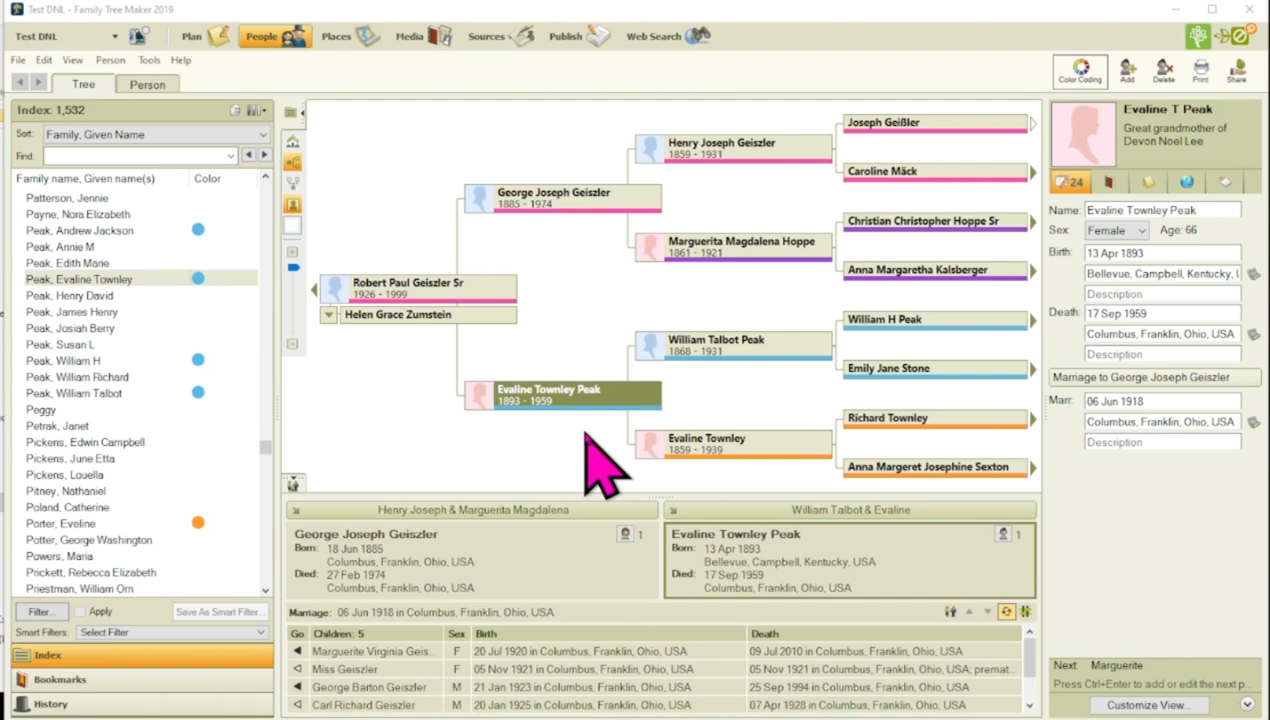 Test DNL - Family Tree Maker 2019
Test DNL
Plan
People
Places
Media
Sources
Publish
Web Search
File Edit View Person Tools Help
Color Coding
Add
Delete
Print
Share
Tree
Person
Index: 1,532
Sort: Family, Given Name
Find:
Family name, Given name(s) Color
Patterson, Jennie
Payne, Nora Elizabeth
Peak, Andrew Jackson
Peak, Annie M
Peak, Edith Marie
Peak, Evaline Townley
Peak, Henry David
Peak, James Henry
Peak, Josiah Berry
Peak, Susan L
Peak, William H
Peak, William Richard
Peak, William Talbot
Peggy
Petrak, Janet
Pickens, Edwin Campbell
Pickens, June Etta
Pickens, Louella
Pitney, Nathaniel
Poland, Catherine
Porter, Eveline
Potter, George Washington
Powers, Maria
Prickett, Rebecca Elizabeth
Priestman, William Orn
Filter...
Apply
Save As Smart Filter...
Smart Filters: Select Filter
Index
Bookmarks
History
Robert Paul Geiszler Sr
1926 - 1999
Helen Grace Zumstein
George Joseph Geiszler
1885 - 1974
Evaline Townley Peak
1893 - 1959
Henry Joseph Geiszler
1859 - 1931
Marguerita Magdalena Hoppe
1861 - 1921
William Talbot Peak
1868 - 1931
Evaline Townley
1859 - 1939
Joseph Geißler
Caroline Mäck
Christian Christopher Hoppe Sr
Anna Margaretha Kalsberger
William H Peak
Emily Jane Stone
Richard Townley
Anna Margeret Josephine Sexton
Henry Joseph & Marguerita Magdalena
George Joseph Geiszler
1
Born: 18 Jun 1885
Columbus, Franklin, Ohio, USA
Died: 27 Feb 1974
Columbus, Franklin, Ohio, USA
William Talbot & Evaline
Evaline Townley Peak
1
Born: 13 Apr 1893
Bellevue, Campbell, Kentucky, USA
Died: 17 Sep 1959
Columbus, Franklin, Ohio, USA
Marriage: 06 Jun 1918 in Columbus, Franklin, Ohio, USA
Go Children: 5 Sex Birth Death
Marguerite Virginia Geis... F 20 Jul 1920 in Columbus, Franklin, Ohio, USA 09 Jul 2010 in Columbus, Franklin, Ohio, USA
Miss Geiszler F 05 Nov 1921 in Columbus, Franklin, Ohio, USA 05 Nov 1921 in Columbus, Franklin, Ohio, USA; premat...
George Barton Geiszler M 21 Jan 1923 in Columbus, Franklin, Ohio, USA 25 Sep 1994 in Columbus, Franklin, Ohio, USA
Carl Richard Geiszler M 20 Jan 1925 in Columbus, Franklin, Ohio, USA 07 Apr 1928 in Columbus, Franklin, Ohio, USA
Evaline T Peak
Great grandmother of
Devon Noel Lee
24
Name: Evaline Townley Peak
Sex: Female Age: 66
Birth: 13 Apr 1893
Bellevue, Campbell, Kentucky, U
Description
Death: 17 Sep 1959
Columbus, Franklin, Ohio, USA
Description
Marriage to George Joseph Geiszler
Marr: 06 Jun 1918
Columbus, Franklin, Ohio, USA
Description
Next: Marguerite
Press Ctrl+Enter to add or edit the next p...
Customize View...